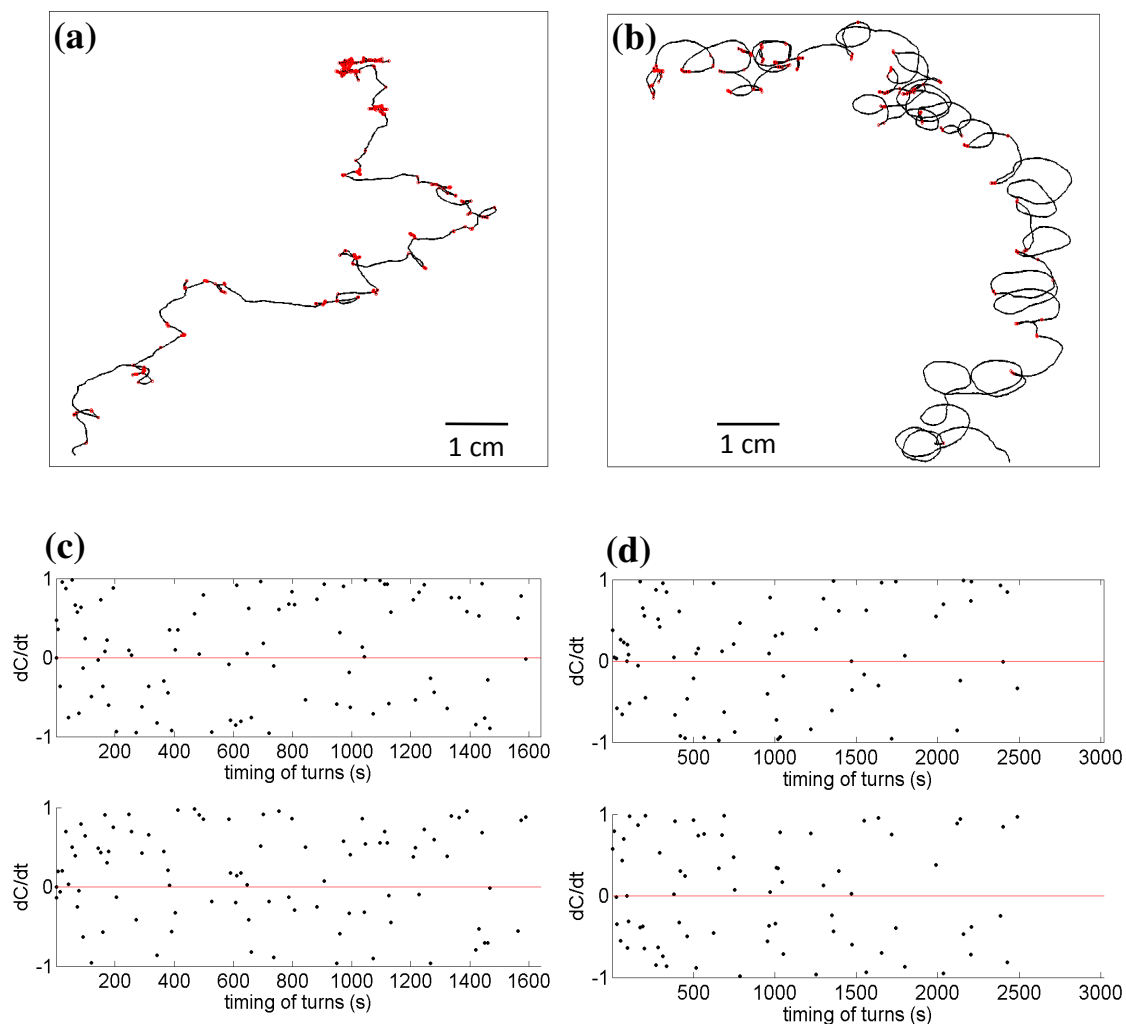 (a)
(b)
1 cm
1 cm
(c)
(d)
1
0
-1
dC/dt
200 400 600 800 1000 1200 1400 1600
timing of turns (s)
1
0
-1
dC/dt
500 1000 1500 2000 2500 3000
timing of turns (s)
1
0
-1
dC/dt
200 400 600 800 1000 1200 1400 1600
timing of turns (s)
1
0
-1
dC/dt
500 1000 1500 2000 2500 3000
timing of turns (s)